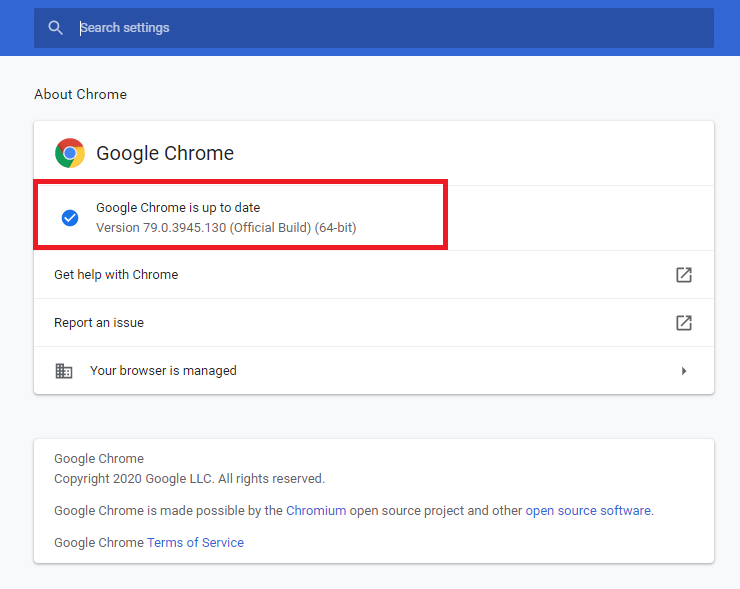 Search settings
About Chrome
Google Chrome
Google Chrome is up to date
Version 79.0.3945.130 (Official Build) (64-bit)
Get help with Chrome
Report an issue
Your browser is managed
Google Chrome
Copyright 2020 Google LLC. All rights reserved.
Google Chrome is made possible by the Chromium open source project and other open source software.
Google Chrome Terms of Service